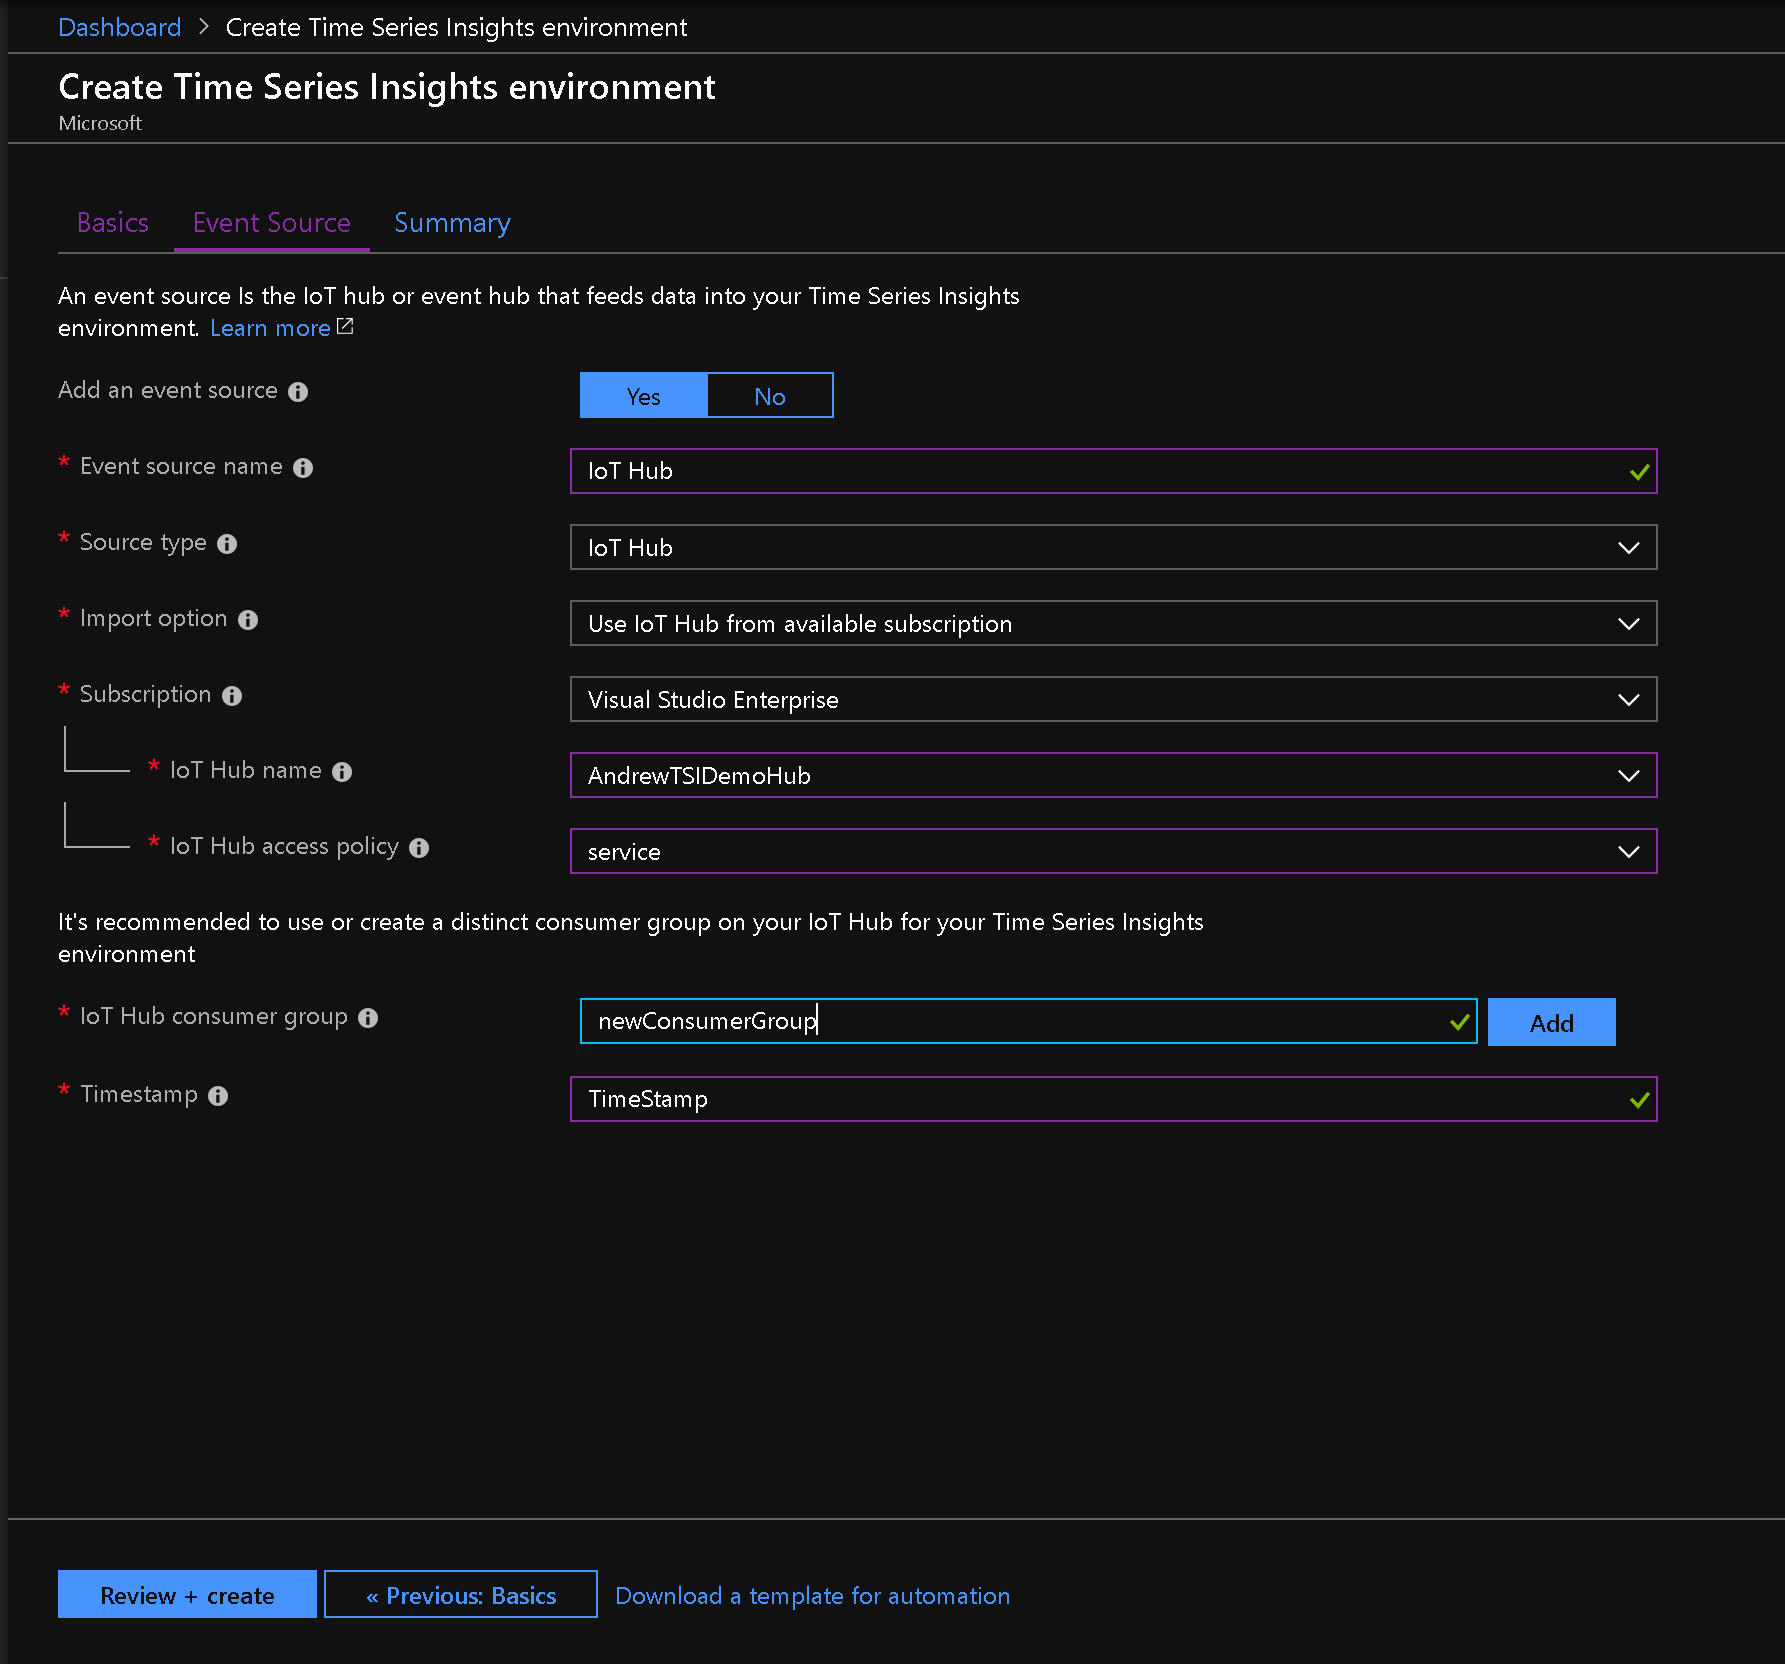 Dashboard > Create Time Series Insights environment
Create Time Series Insights environment
Microsoft
Basics Event Source Summary
An event source Is the IoT hub or event hub that feeds data into your Time Series Insights
environment. Learn more
Add an event source Yes No
* Event source name IoT Hub
* Source type IoT Hub
* Import option Use IoT Hub from available subscription
* Subscription Visual Studio Enterprise
* IoT Hub name AndrewTSIDemoHub
* IoT Hub access policy service
It's recommended to use or create a distinct consumer group on your IoT Hub for your Time Series Insights
environment
* IoT Hub consumer group newConsumerGroup Add
* Timestamp TimeStamp
Review + create « Previous: Basics Download a template for automation